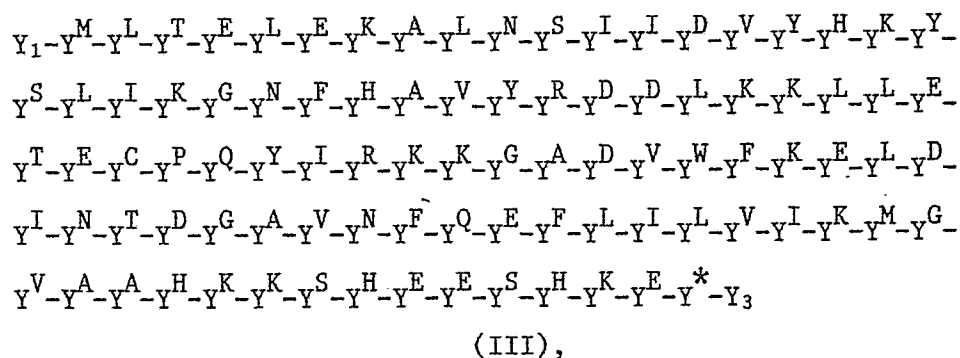 Y₁-Yᴹ-Yᴸ-Yᵀ-Yᴱ-Yᴸ-Yᴱ-Yᴷ-Yᴬ-Yᴸ-Yᴺ-Yˢ-Yᴵ-Yᴵ-Yᴰ-Yⱽ-Yʸ-Yᴴ-Yᴷ-Yʸ-
Yˢ-Yᴸ-Yᴵ-Yᴷ-Yᴳ-Yᴺ-Yᶠ-Yᴴ-Yᴬ-Yⱽ-Yʸ-Yᴿ-Yᴰ-Yᴰ-Yᴸ-Yᴷ-Yᴷ-Yᴸ-Yᴸ-Yᴱ-
Yᵀ-Yᴱ-Yᶜ-Yᴾ-YQ-Yʸ-Yᴵ-Yᴿ-Yᴷ-Yᴷ-Yᴳ-Yᴬ-Yᴰ-Yⱽ-Yᵂ-Yᶠ-Yᴷ-Yᴱ-Yᴸ-Yᴰ-
Yᴵ-Yᴺ-Yᵀ-Yᴰ-Yᴳ-Yᴬ-Yⱽ-Yᴺ-Yᶠ-YQ-Yᴱ-Yᶠ-Yᴸ-Yᴵ-Yᴸ-Yⱽ-Yᴵ-Yᴷ-Yᴹ-Yᴳ-
Yⱽ-Yᴬ-Yᴬ-Yᴴ-Yᴷ-Yᴷ-Yˢ-Yᴴ-Yᴱ-Yᴱ-Yˢ-Yᴴ-Yᴷ-Yᴱ-Y*-Y₃
(III),